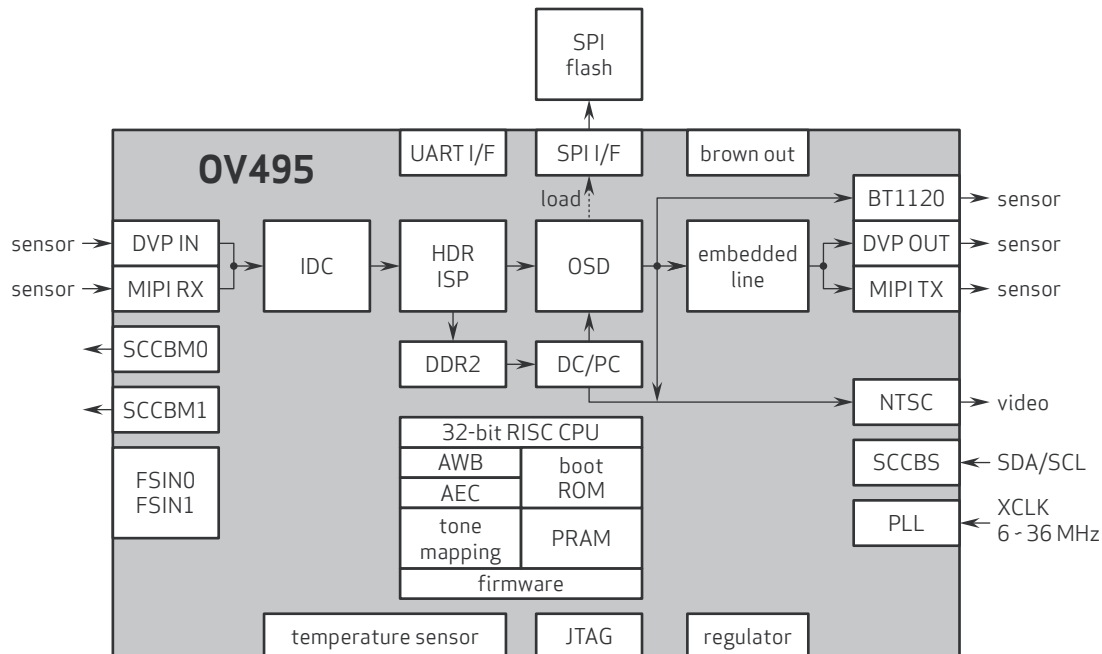 SPI
flash
OV495
UART I/F
SPI I/F
brown out
load
BT1120
sensor
sensor
DVP IN
IDC
HDR
ISP
OSD
embedded
line
DVP OUT
sensor
sensor
MIPI RX
MIPI TX
sensor
SCCBM0
DDR2
DC/PC
SCCBM1
NTSC
video
32-bit RISC CPU
AWB
AEC
boot
ROM
tone
mapping
PRAM
firmware
FSIN0
FSIN1
SCCBS
SDA/SCL
PLL
XCLK
6 - 36 MHz
temperature sensor
JTAG
regulator